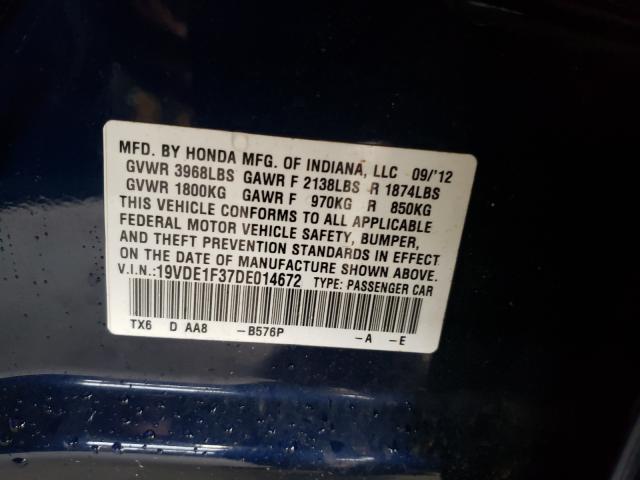 MFD. BY HONDA MFG. OF INDIANA, LLC 09/'12
GVWR 3968LBS GAWR F 2138LBS R 1874LBS
GVWR 1800KG GAWR F 970KG R 850KG
THIS VEHICLE CONFORMS TO ALL APPLICABLE
FEDERAL MOTOR VEHICLE SAFETY, BUMPER,
AND THEFT PREVENTION STANDARDS IN EFFECT
ON THE DATE OF MANUFACTURE SHOWN ABOVE.
V.I.N.:19VDE1F37DE014672 TYPE: PASSENGER CAR
TX6 D AA8 -B576P -A -E